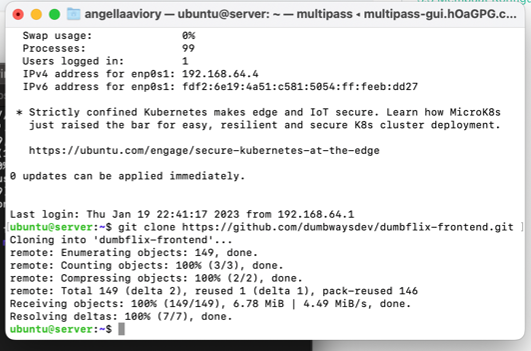 angellaaviory — ubuntu@server: ~ — multipass ◂ multipass-gui.hOaGPG.c...
Swap usage: 0%
Processes: 99
Users logged in: 1
IPv4 address for enp0s1: 192.168.64.4
IPv6 address for enp0s1: fdf2:6e19:4a51:c581:5054:ff:feeb:dd27
* Strictly confined Kubernetes makes edge and IoT secure. Learn how MicroK8s
just raised the bar for easy, resilient and secure K8s cluster deployment.
https://ubuntu.com/engage/secure-kubernetes-at-the-edge
0 updates can be applied immediately.
Last login: Thu Jan 19 22:41:17 2023 from 192.168.64.1
[ubuntu@server:~$ git clone https://github.com/dumbwaysdev/dumbflix-frontend.git ]
Cloning into 'dumbflix-frontend'...
remote: Enumerating objects: 149, done.
remote: Counting objects: 100% (3/3), done.
remote: Compressing objects: 100% (2/2), done.
remote: Total 149 (delta 2), reused 1 (delta 1), pack-reused 146
Receiving objects: 100% (149/149), 6.78 MiB | 4.49 MiB/s, done.
Resolving deltas: 100% (7/7), done.
ubuntu@server:~$